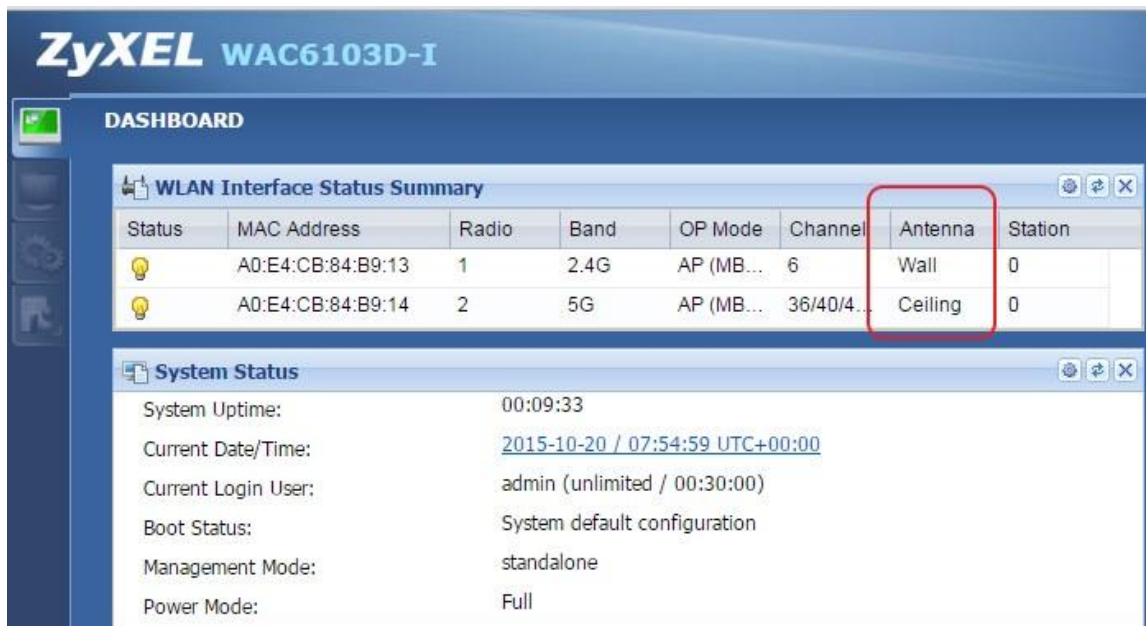 ZyXEL WAC6103D-I
DASHBOARD
WLAN Interface Status Summary
Status MAC Address Radio Band OP Mode Channel Antenna Station
A0:E4:CB:84:B9:13 1 2.4G AP (MB... 6 Wall 0
A0:E4:CB:84:B9:14 2 5G AP (MB... 36/40/4... Ceiling 0
System Status
System Uptime: 00:09:33
Current Date/Time: 2015-10-20 / 07:54:59 UTC+00:00
Current Login User: admin (unlimited / 00:30:00)
Boot Status: System default configuration
Management Mode: standalone
Power Mode: Full